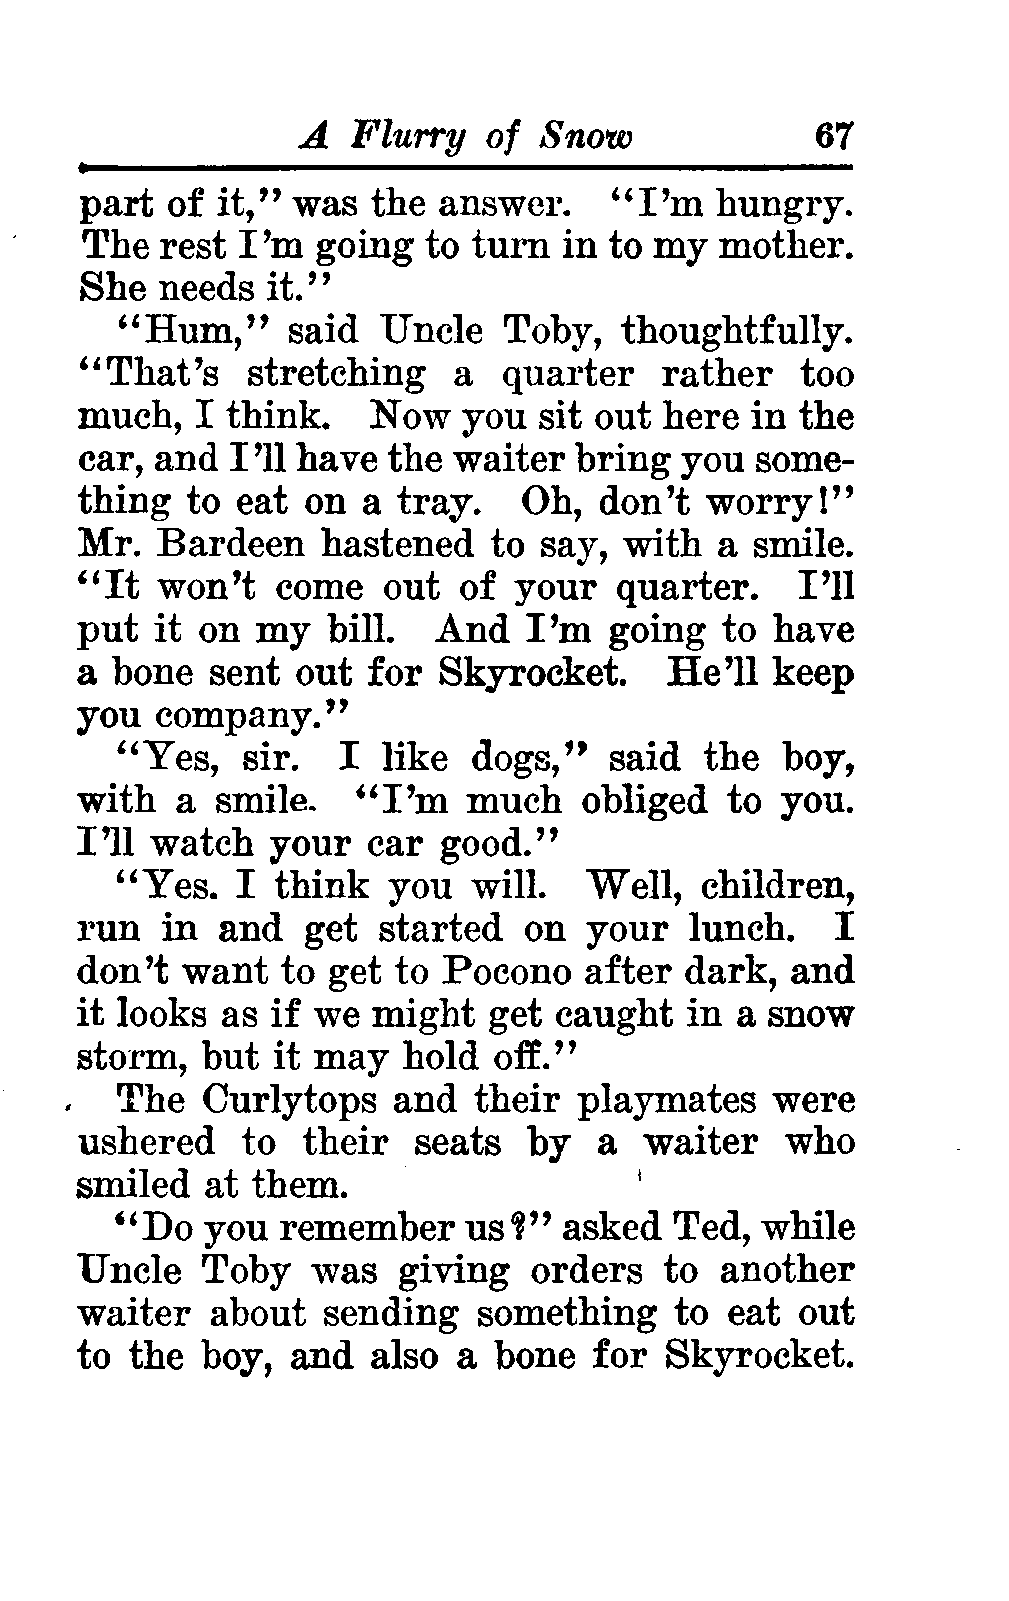 A Flurry of Snow 67
part of it," was the answer. "I'm hungry.
The rest I'm going to turn in to my mother.
She needs it."
"Hum," said Uncle Toby, thoughtfully.
"That's stretching a quarter rather too
much, I think. Now you sit out here in the
car, and I'll have the waiter bring you some-
thing to eat on a tray. Oh, don't worry!"
Mr. Bardeen hastened to say, with a smile.
"It won't come out of your quarter. I'll
put it on my bill. And I'm going to have
a bone sent out for Skyrocket. He'll keep
you company."
"Yes, sir. I like dogs," said the boy,
with a smile. "I'm much obliged to you.
I'll watch your car good."
"Yes. I think you will. Well, children,
run in and get started on your lunch. I
don't want to get to Pocono after dark, and
it looks as if we might get caught in a snow
storm, but it may hold off."
The Curlytops and their playmates were
ushered to their seats by a waiter who
smiled at them.
"Do you remember us?" asked Ted, while
Uncle Toby was giving orders to another
waiter about sending something to eat out
to the boy, and also a bone for Skyrocket.